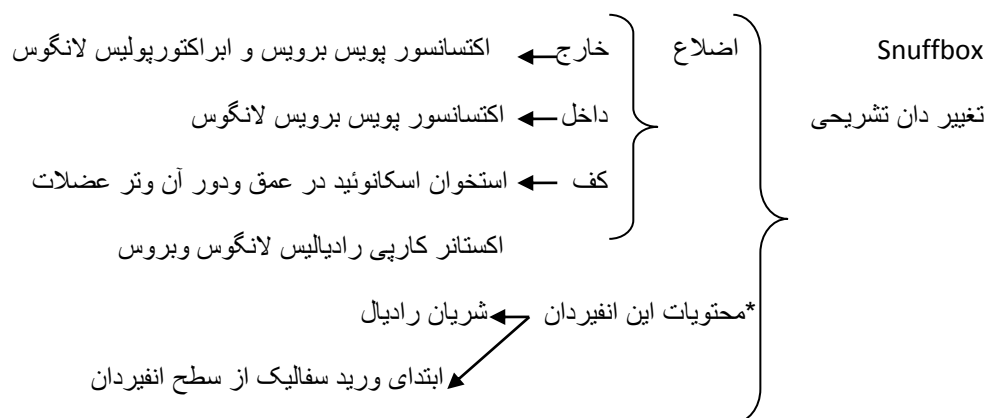 Snuffbox اضلاع خارج اکتسانسور پویس برویس و ابراکتورپولیس لانگوس
تغییر دان تشریحی داخل اکتسانسور پویس برویس لانگوس
کف استخوان اسکانوئید در عمق ودور آن وتر عضلات
اکستانر کارپی رادیالیس لانگوس وبروس
*محتویات این انفیردان شریان رادیال
ابتدای ورید سفالیک از سطح انفیردان